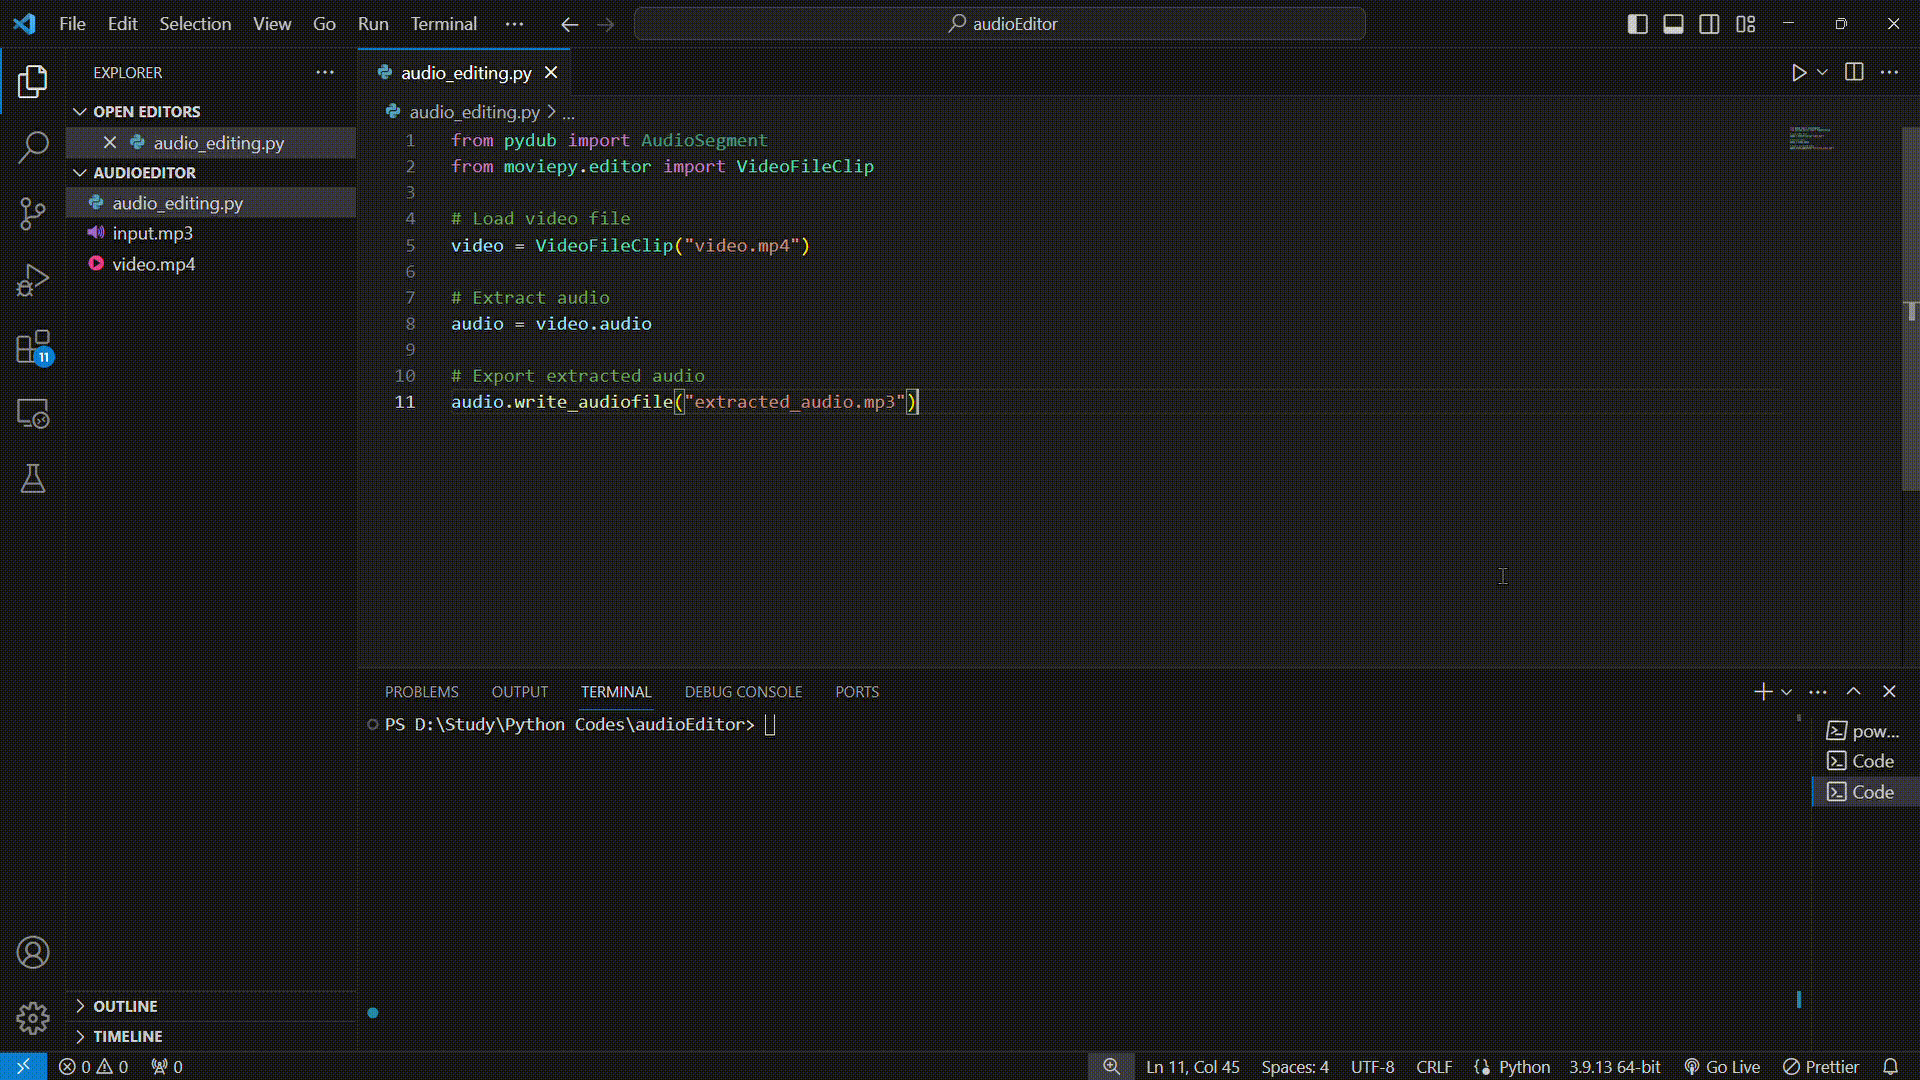 File Edit Selection View Go Run Terminal ··· audioEditor
EXPLORER ···
OPEN EDITORS
audio_editing.py
AUDIOEDITOR
audio_editing.py
input.mp3
video.mp4
11
OUTLINE
TIMELINE
audio_editing.py
audio_editing.py > ...
1 from pydub import AudioSegment
2 from moviepy.editor import VideoFileClip
3
4 # Load video file
5 video = VideoFileClip("video.mp4")
6
7 # Extract audio
8 audio = video.audio
9
10 # Export extracted audio
11 audio.write_audiofile("extracted_audio.mp3")
PROBLEMS OUTPUT TERMINAL DEBUG CONSOLE PORTS
PS D:\Study\Python Codes\audioEditor>
pow...
Code
Code
0 0 0 Ln 11, Col 45 Spaces: 4 UTF-8 CRLF Python 3.9.13 64-bit Go Live Prettier